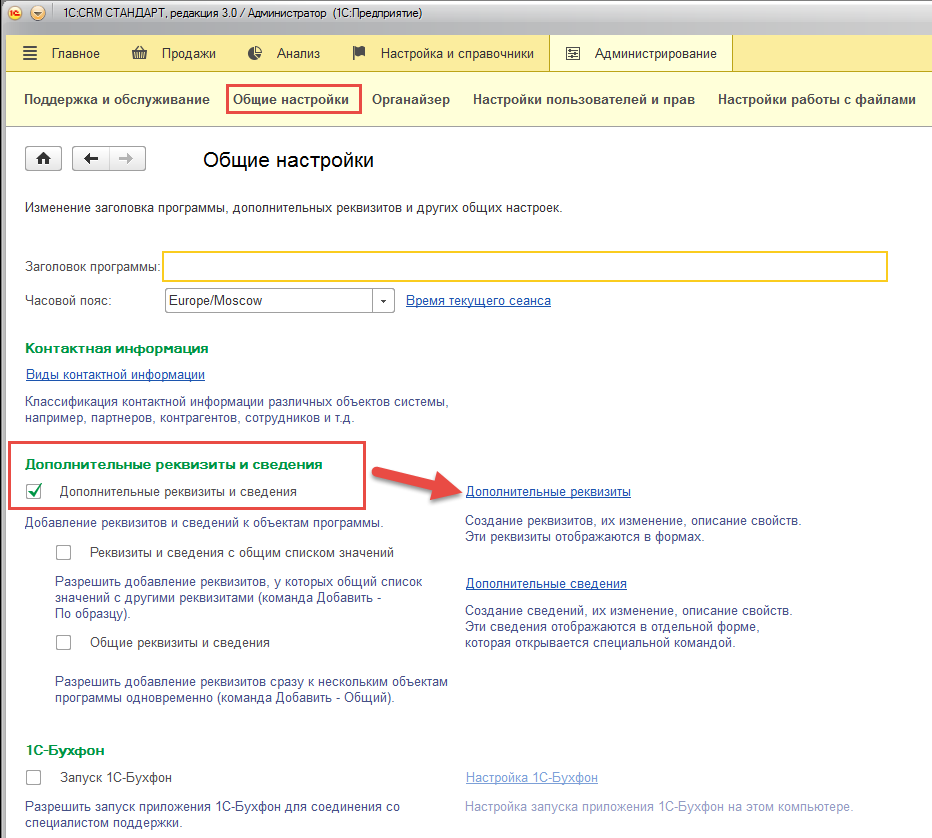 1С:CRM СТАНДАРТ, редакция 3.0 / Администратор (1С:Предприятие)
Главное Продажи Анализ Настройка и справочники Администрирование
Поддержка и обслуживание Общие настройки Органайзер Настройки пользователей и прав Настройки работы с файлами
Общие настройки
Изменение заголовка программы, дополнительных реквизитов и других общих настроек.
Заголовок программы:
Часовой пояс: Europe/Moscow Время текущего сеанса
Контактная информация
Виды контактной информации
Классификация контактной информации различных объектов системы,
например, партнеров, контрагентов, сотрудников и т.д.
Дополнительные реквизиты и сведения
Дополнительные реквизиты и сведения
Добавление реквизитов и сведений к объектам программы.
Реквизиты и сведения с общим списком значений
Разрешить добавление реквизитов, у которых общий список
значений с другими реквизитами (команда Добавить -
По образцу).
Общие реквизиты и сведения
Разрешить добавление реквизитов сразу к нескольким объектам
программы одновременно (команда Добавить - Общий).
Дополнительные реквизиты
Создание реквизитов, их изменение, описание свойств.
Эти реквизиты отображаются в формах.
Дополнительные сведения
Создание сведений, их изменение, описание свойств.
Эти сведения отображаются в отдельной форме,
которая открывается специальной командой.
1С-Бухфон
Запуск 1С-Бухфон
Разрешить запуск приложения 1С-Бухфон для соединения со
специалистом поддержки.
Настройка 1С-Бухфон
Настройка запуска приложения 1С-Бухфон на этом компьютере.